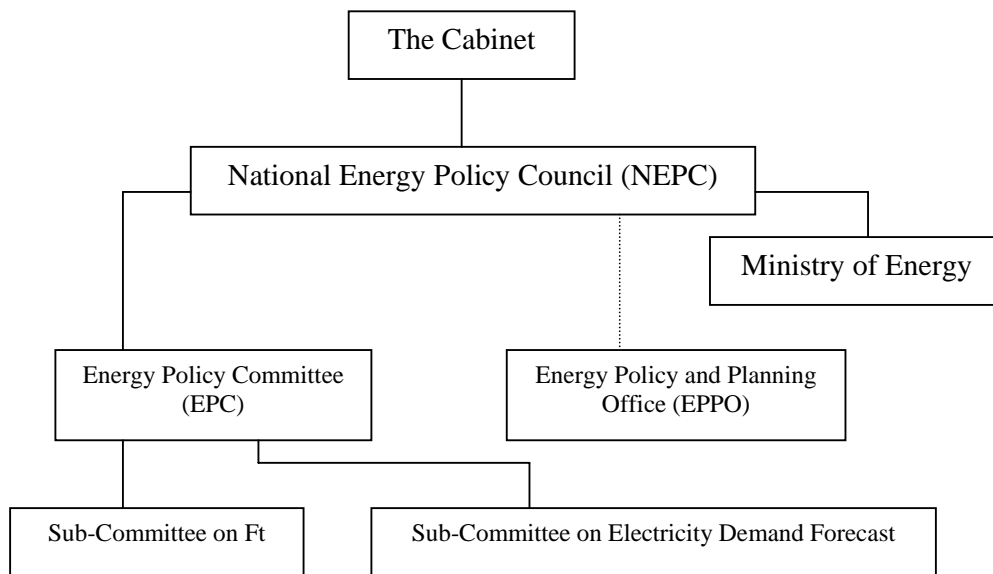 The Cabinet
National Energy Policy Council (NEPC)
Ministry of Energy
Energy Policy Committee
(EPC)
Energy Policy and Planning
Office (EPPO)
Sub-Committee on Ft
Sub-Committee on Electricity Demand Forecast